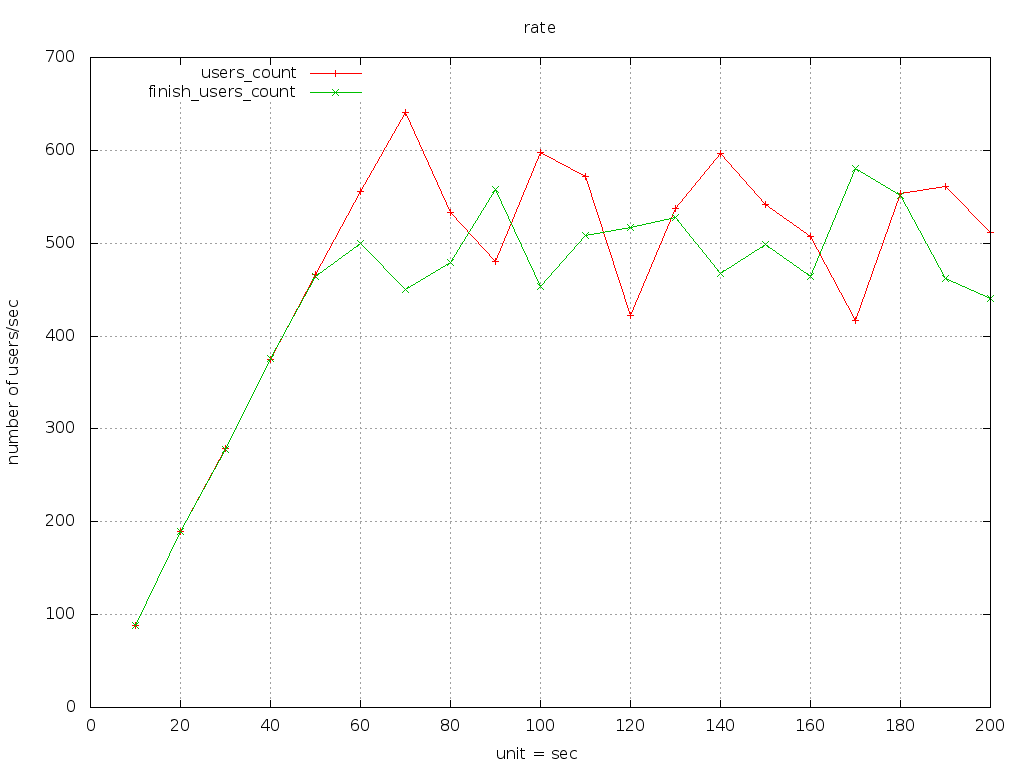 rate
users_count
finish_users_count
700
600
500
400
300
200
100
0
number of users/sec
0 20 40 60 80 100 120 140 160 180 200
unit = sec